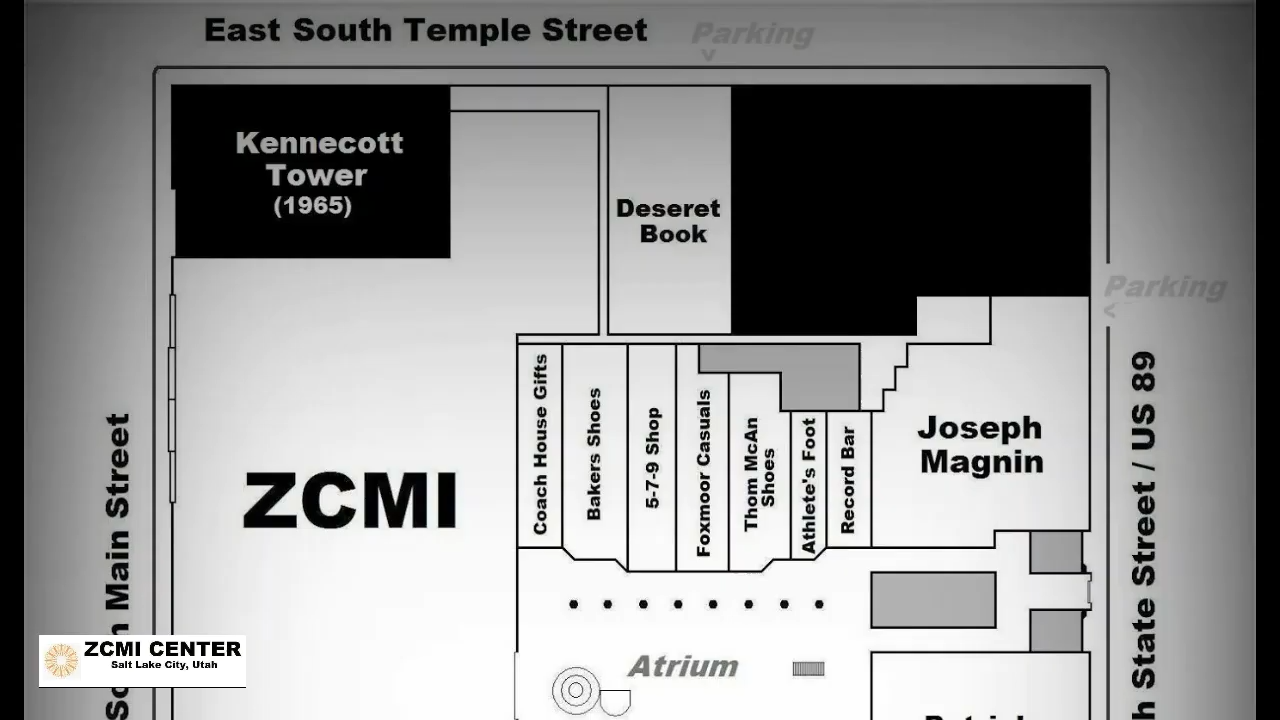 East South Temple Street
Parking
Kennecott
Tower
(1965)
Deseret
Book
Parking
ZCMI
Coach House Gifts
Bakers Shoes
5-7-9 Shop
Foxmoor Casuals
Thom McAn
Shoes
Athlete's Foot
Record Bar
Joseph
Magnin
Main Street
State Street / US 89
Atrium
ZCMI CENTER
Salt Lake City, Utah